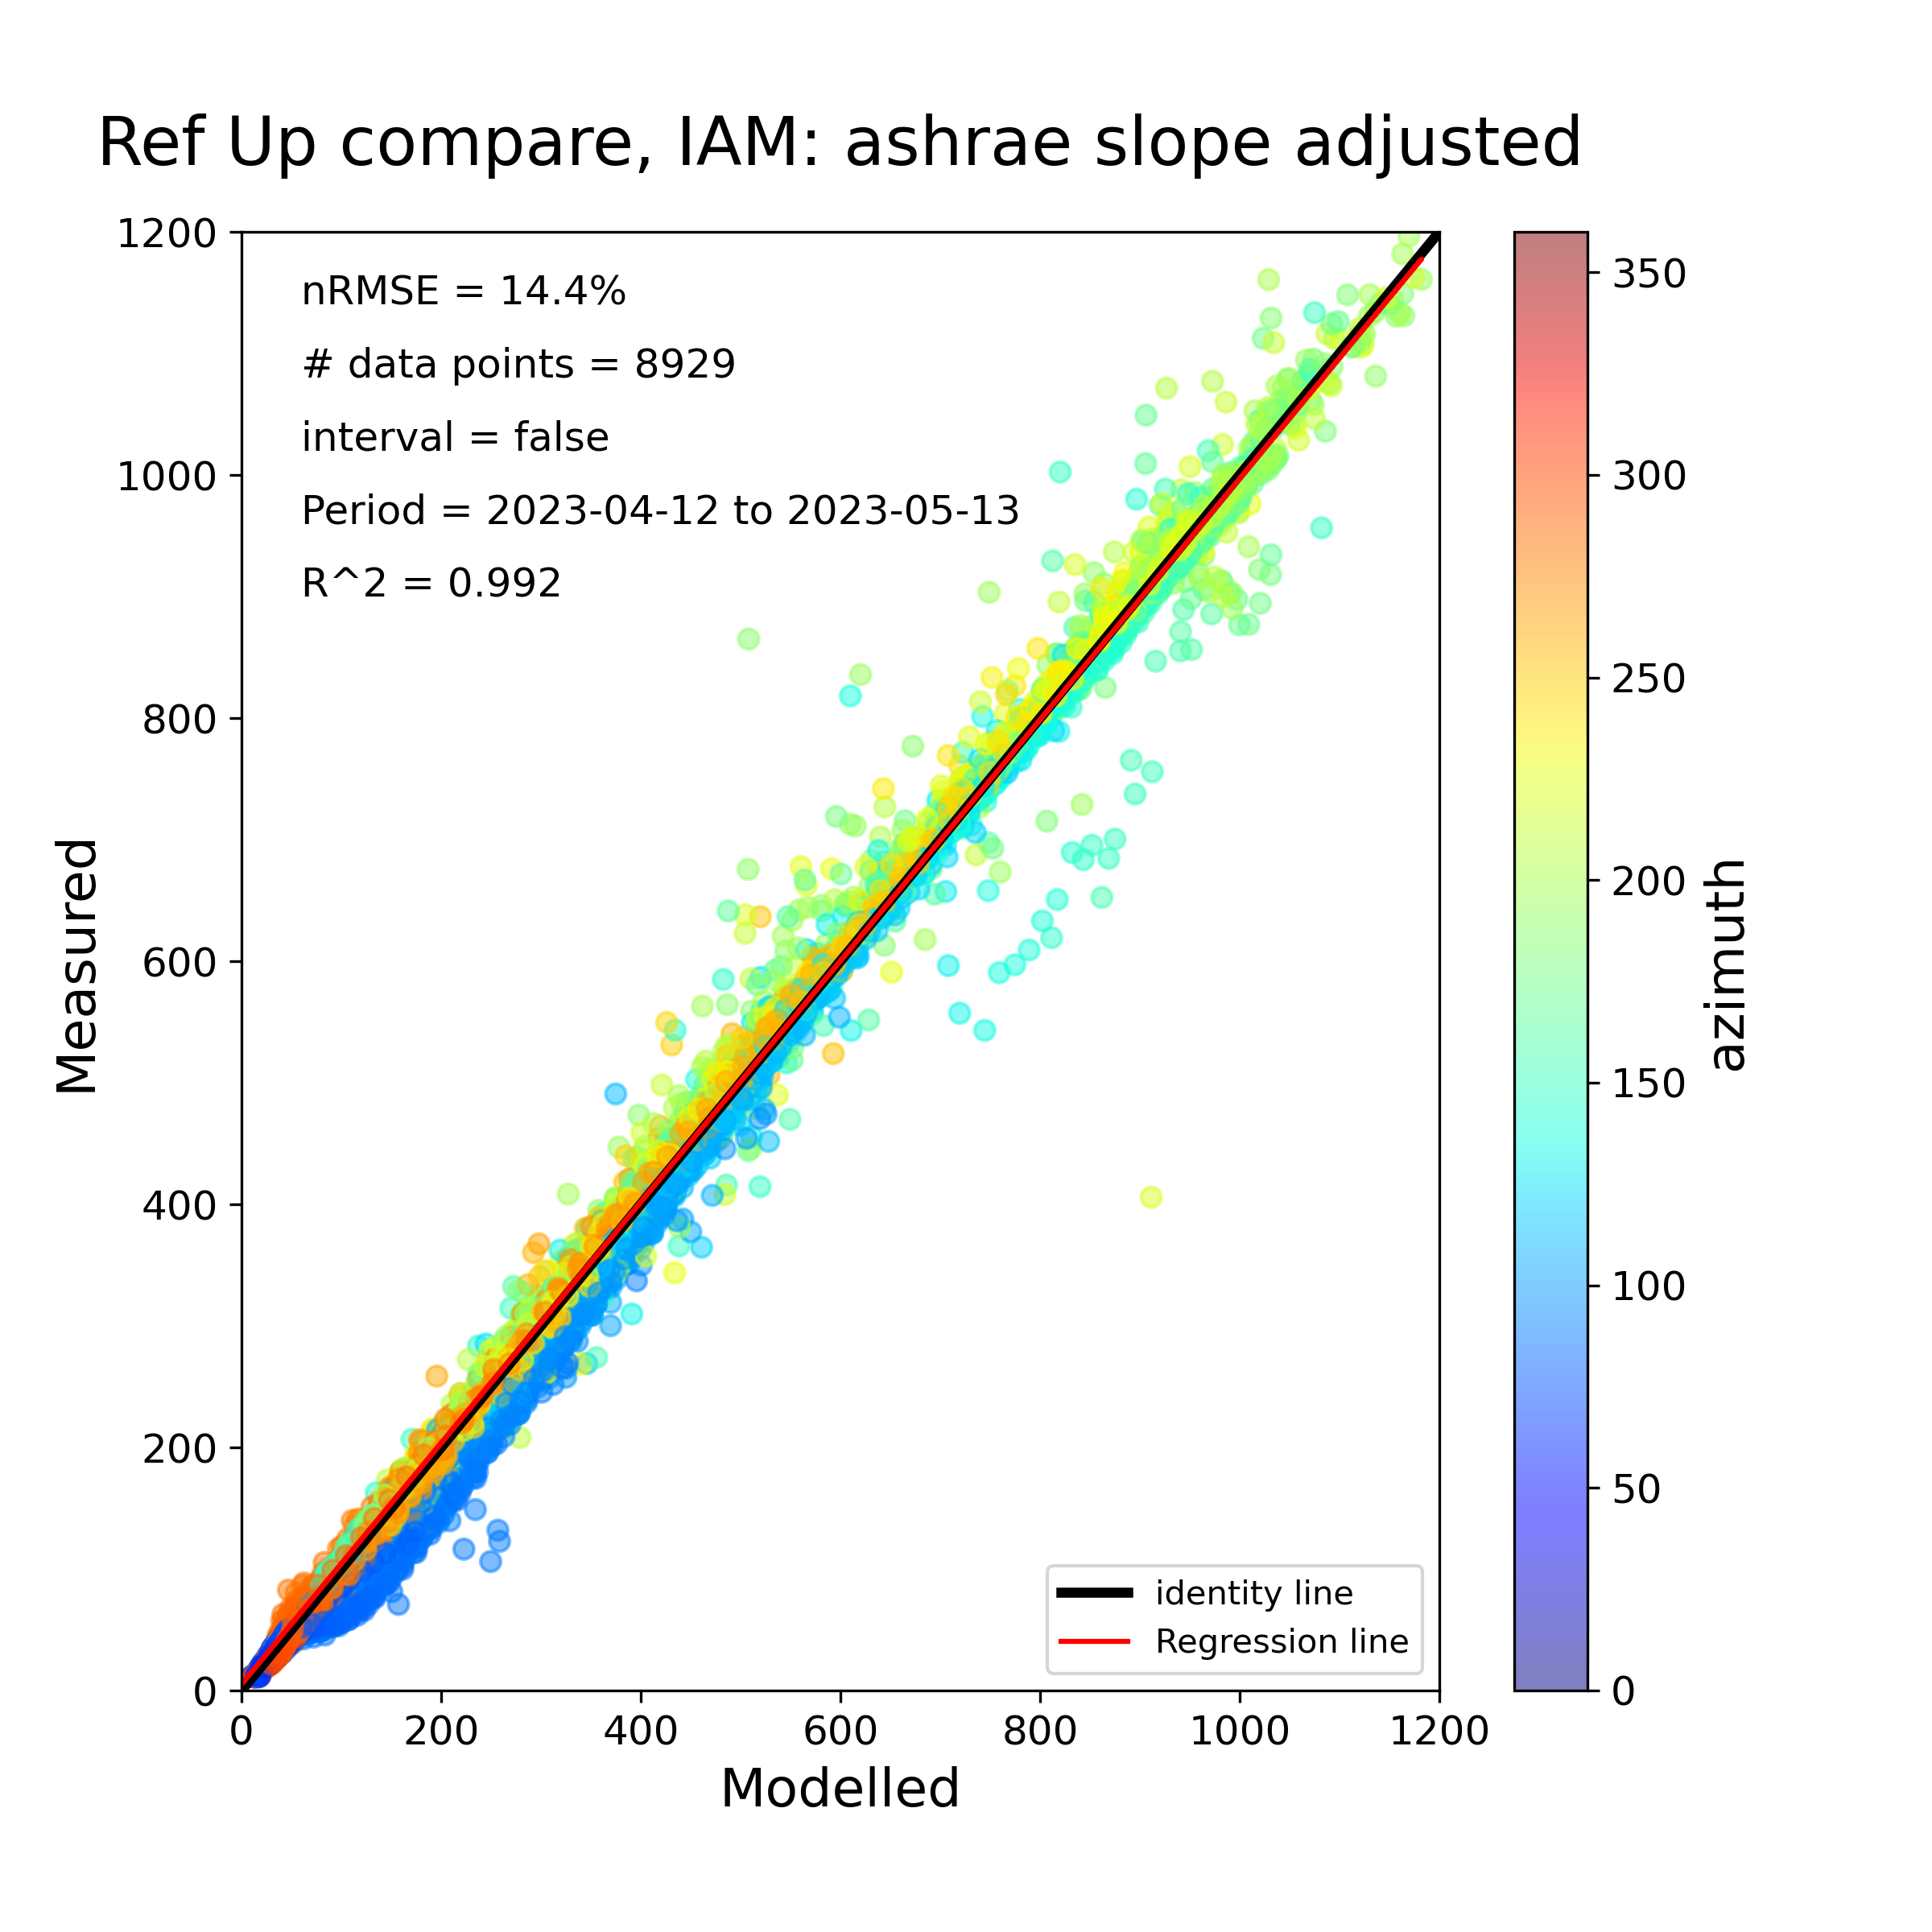 Ref Up compare, IAM: ashrae slope adjusted
nRMSE = 14.4%
# data points = 8929
interval = false
Period = 2023-04-12 to 2023-05-13
R^2 = 0.992
Measured
1200
1000
800
600
400
200
0
0 200 400 600 800 1000 1200
Modelled
identity line
Regression line
350
300
250
200
150
100
50
0
azimuth